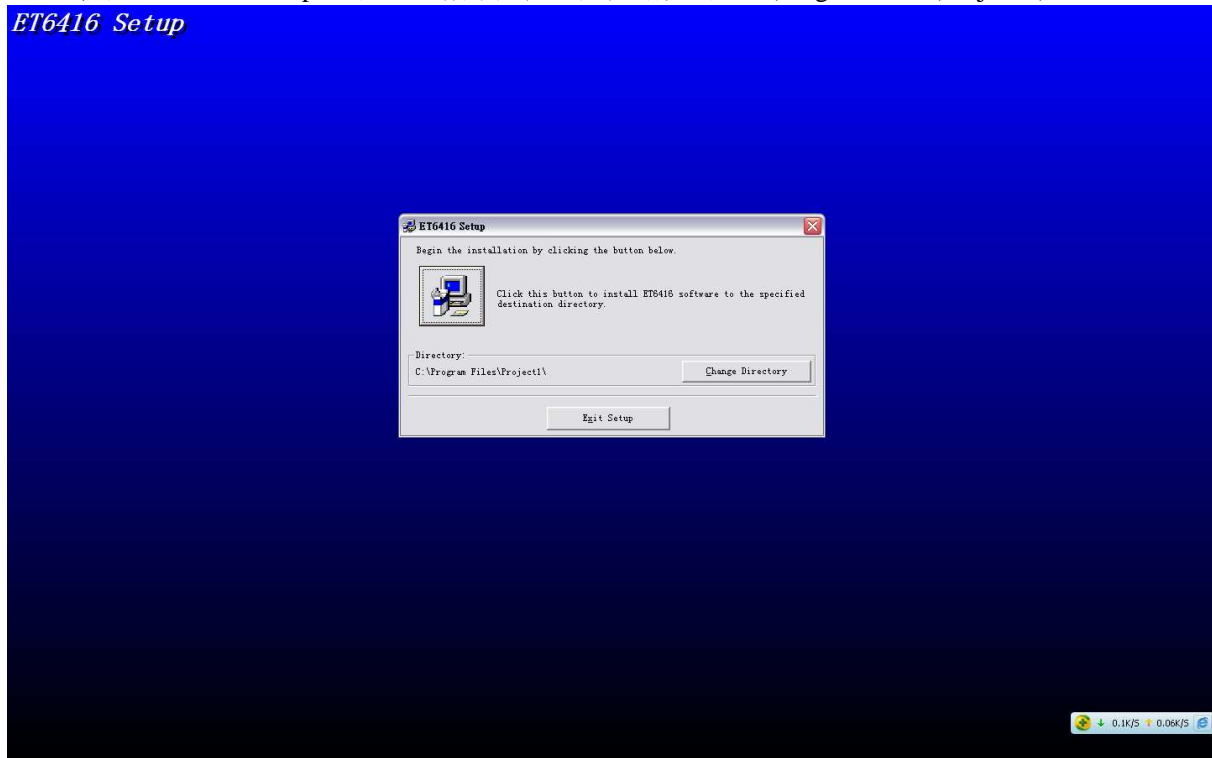 ET6416 Setup
ET6416 Setup
Begin the installation by clicking the button below.
Click this button to install ET6416 software to the specified
destination directory.
Directory:
C:\Program Files\Project1\
Change Directory
Exit Setup
0.1K/S 0.06K/S